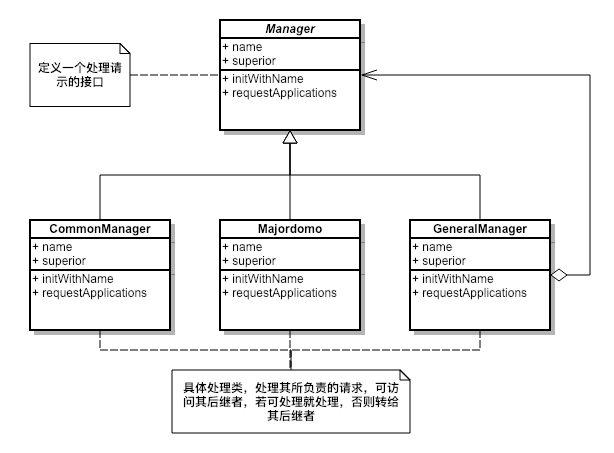 Manager
+ name
+ superior
+ initWithName
+ requestApplications
定义一个处理请
示的接口
CommonManager
+ name
+ superior
+ initWithName
+ requestApplications
Majordomo
+ name
+ superior
+ initWithName
+ requestApplications
GeneralManager
+ name
+ superior
+ initWithName
+ requestApplications
具体处理类，处理其所负责的请求，可访
问其后继者，若可处理就处理，否则转给
其后继者